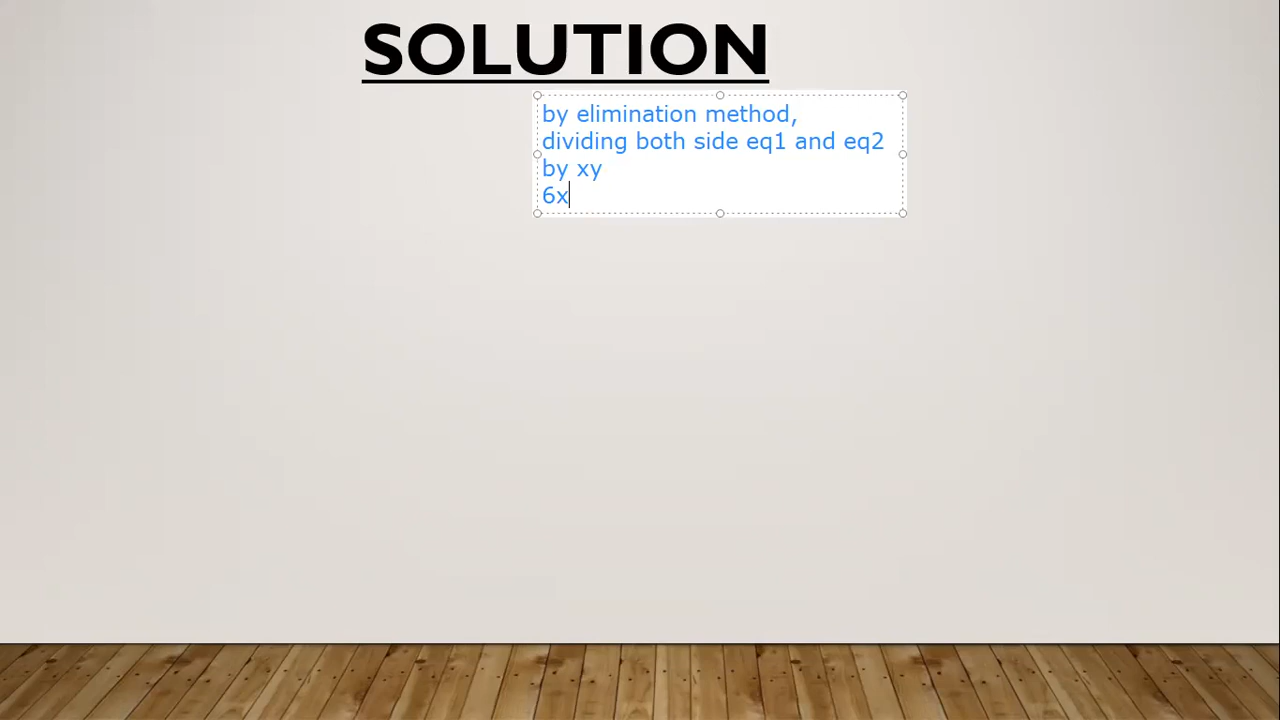 SOLUTION
by elimination method,
dividing both side eq1 and eq2
by xy
6x